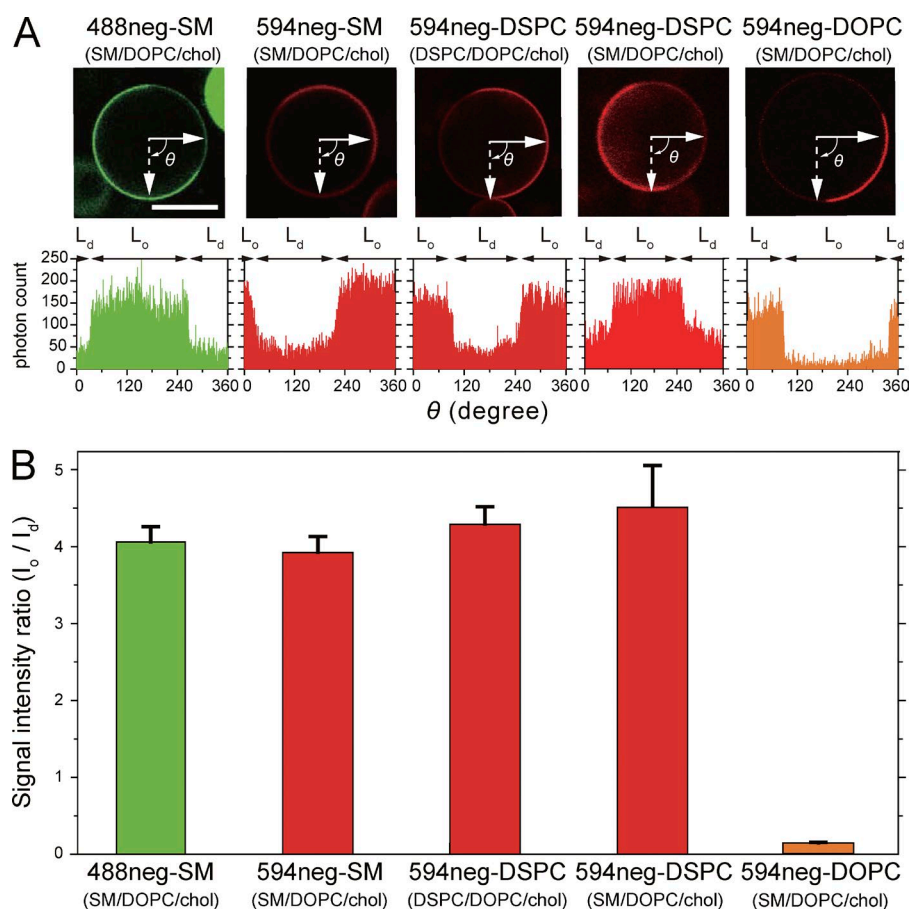 A
488neg-SM
(SM/DOPC/chol)
594neg-SM
(SM/DOPC/chol)
594neg-DSPC
(DSPC/DOPC/chol)
594neg-DSPC
(SM/DOPC/chol)
594neg-DOPC
(SM/DOPC/chol)
θ θ θ θ θ
Ld Lo Ld
Lo Ld Lo
Lo Ld Lo
Ld Lo Ld
Ld Lo Ld
photon count
250
200
150
100
50
0
0 120 240 360
0 120 240 360
0 120 240 360
0 120 240 360
0 120 240 360
θ (degree)
B
Signal intensity ratio (Io / Id)
5
4
3
2
1
0
488neg-SM
(SM/DOPC/chol)
594neg-SM
(SM/DOPC/chol)
594neg-DSPC
(DSPC/DOPC/chol)
594neg-DSPC
(SM/DOPC/chol)
594neg-DOPC
(SM/DOPC/chol)